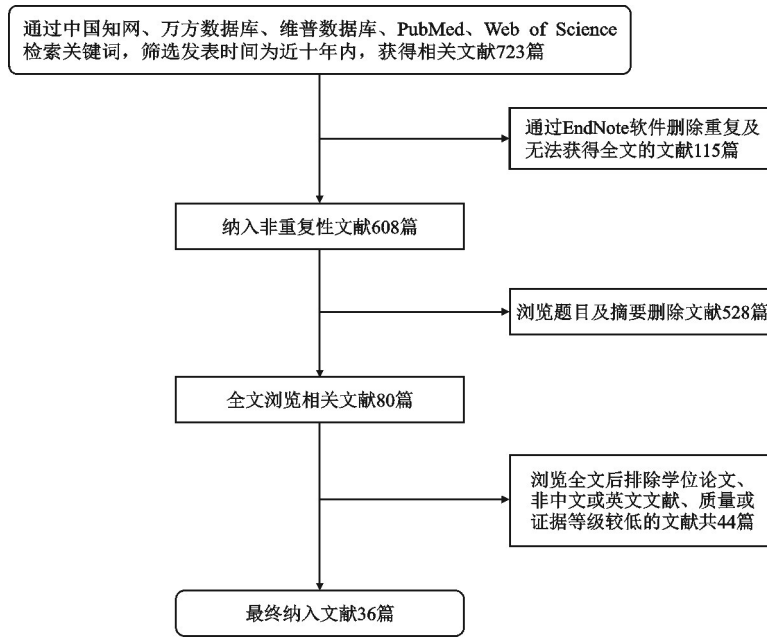 通过中国知网、万方数据库、维普数据库、PubMed、Web of Science
检索关键词，筛选发表时间为近十年内，获得相关文献723篇
通过EndNote软件删除重复及
无法获得全文的文献115篇
纳入非重复性文献608篇
浏览题目及摘要删除文献528篇
全文浏览相关文献80篇
浏览全文后排除学位论文、
非中文或英文文献、质量或
证据等级较低的文献共44篇
最终纳入文献36篇